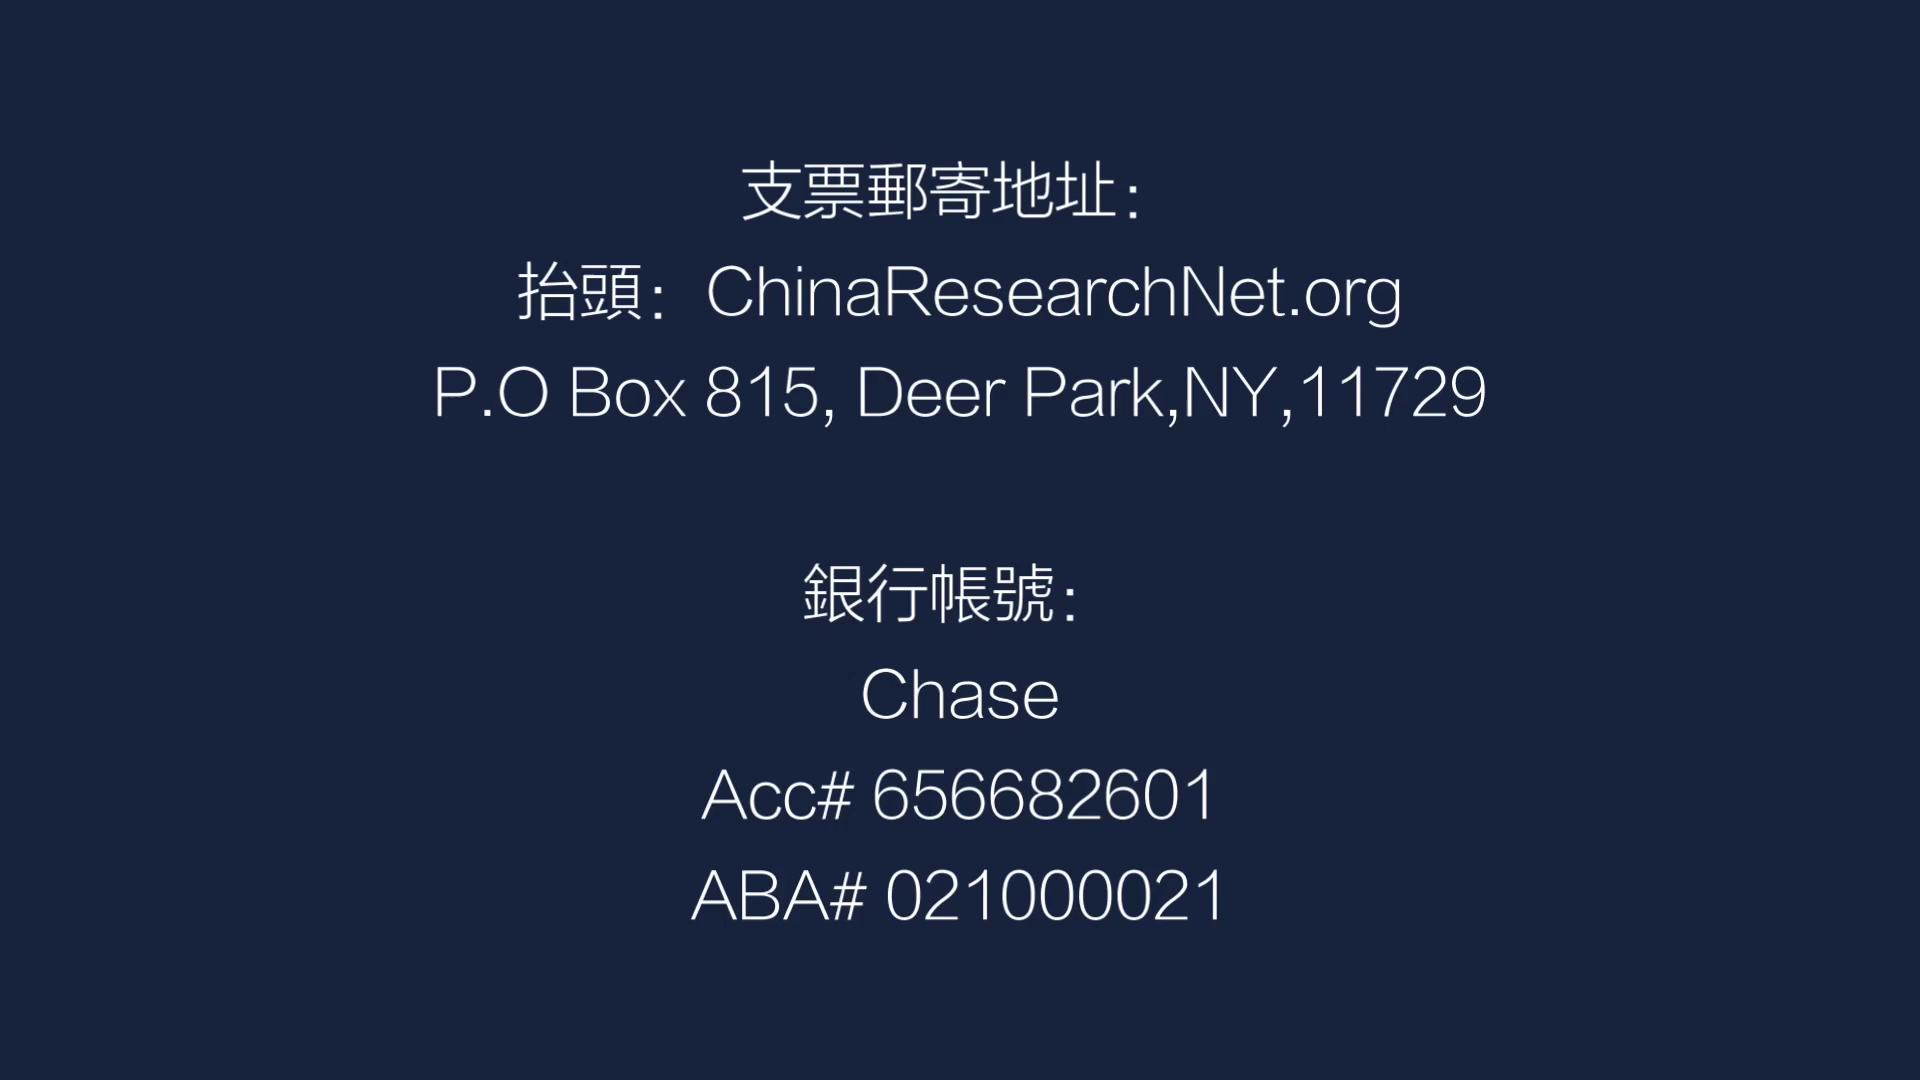 支票郵寄地址：
抬頭：ChinaResearchNet.org
P.O Box 815, Deer Park,NY,11729
銀行帳號：
Chase
Acc# 656682601
ABA# 021000021